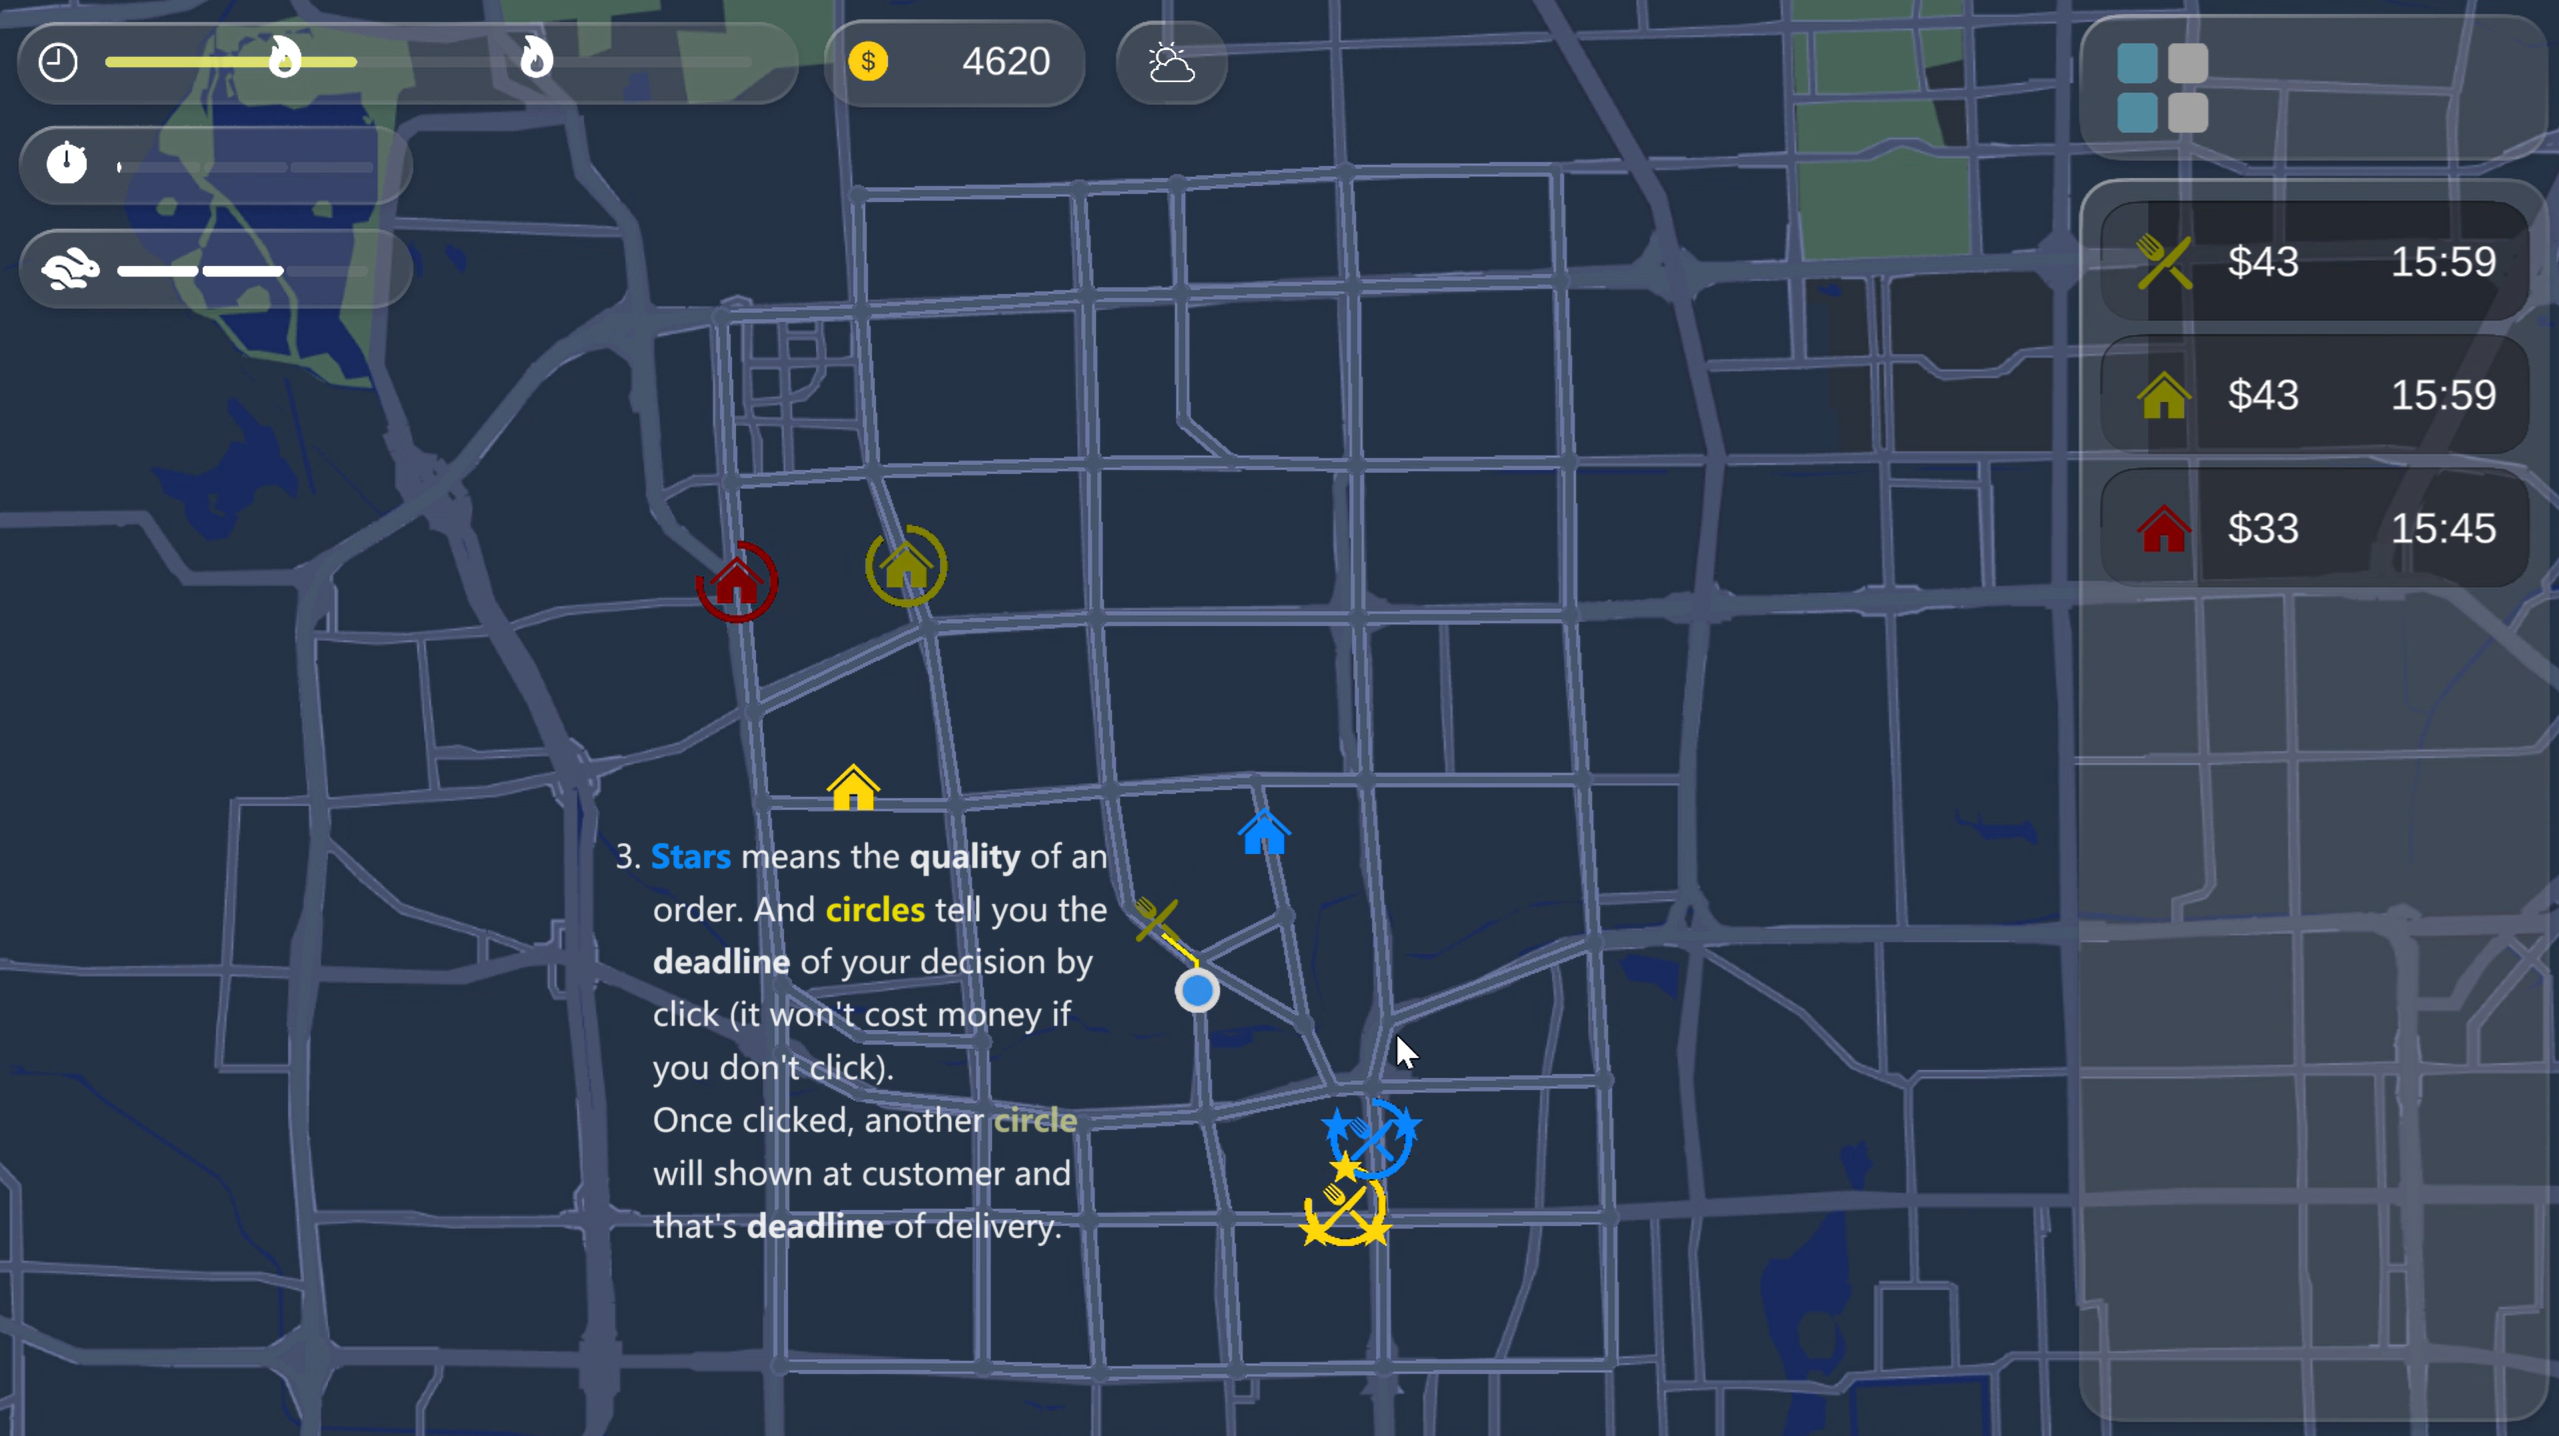 4620
$43 15:59
$43 15:59
$33 15:45
3. Stars means the quality of an
order. And circles tell you the
deadline of your decision by
click (it won't cost money if
you don't click).
Once clicked, another circle
will shown at customer and
that's deadline of delivery.